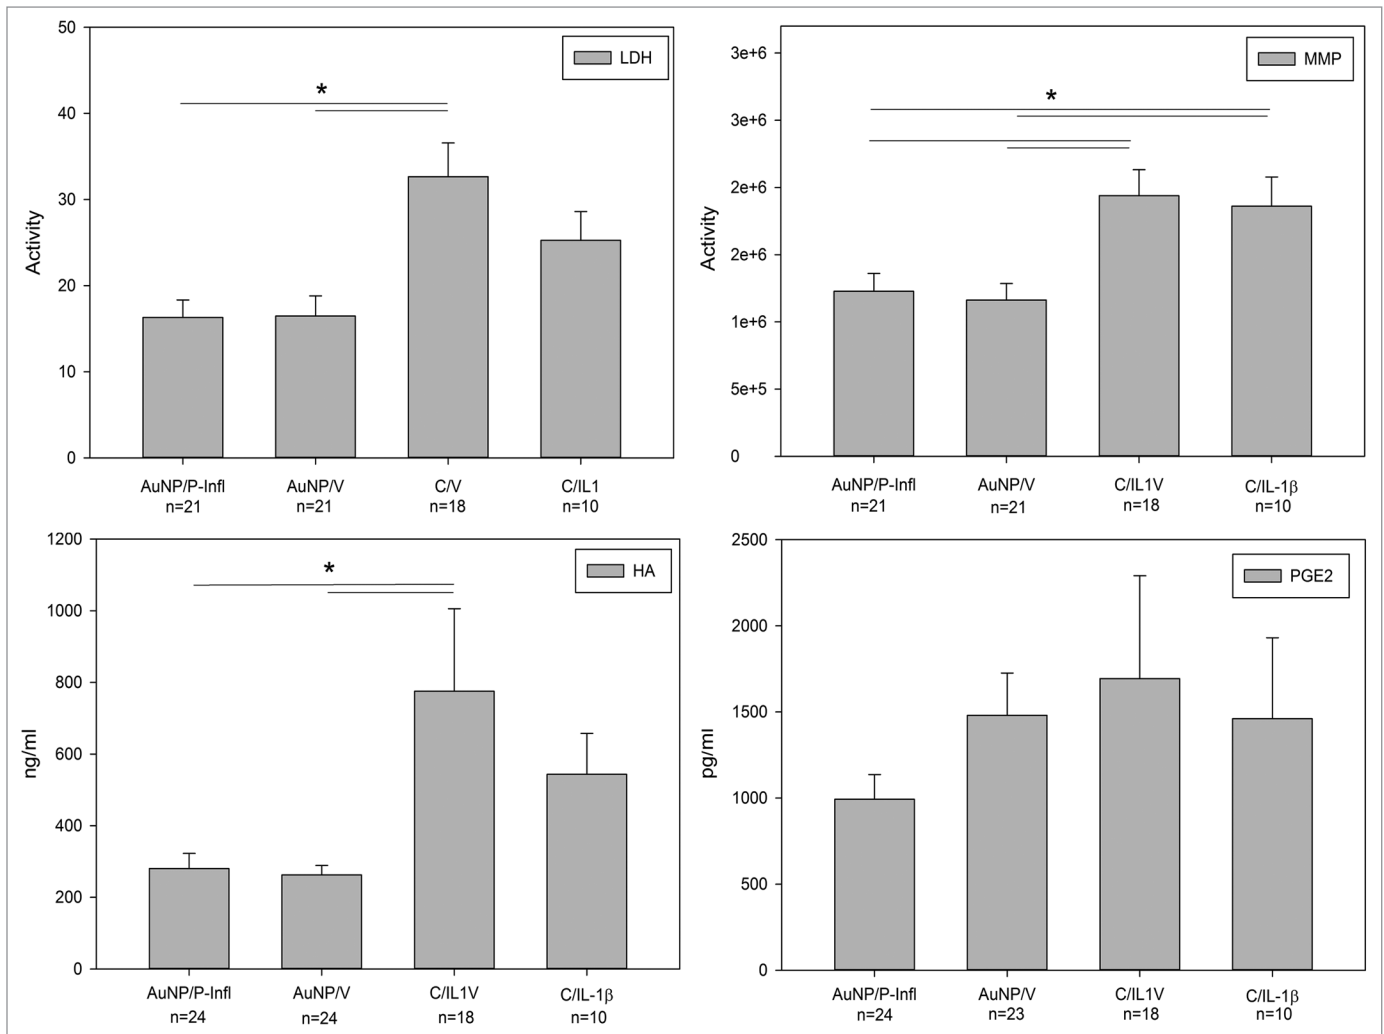 50
40
30
20
10
0
Activity
LDH
*
AuNP/P-Infl
n=21
AuNP/V
n=21
C/V
n=18
C/IL1
n=10
3e+6
3e+6
2e+6
2e+6
1e+6
5e+5
0
Activity
MMP
*
AuNP/P-Infl
n=21
AuNP/V
n=21
C/IL1V
n=18
C/IL-1β
n=10
1200
1000
800
600
400
200
0
ng/ml
HA
*
AuNP/P-Infl
n=24
AuNP/V
n=24
C/IL1V
n=18
C/IL-1β
n=10
2500
2000
1500
1000
500
0
pg/ml
PGE2
AuNP/P-Infl
n=24
AuNP/V
n=23
C/IL1V
n=18
C/IL-1β
n=10